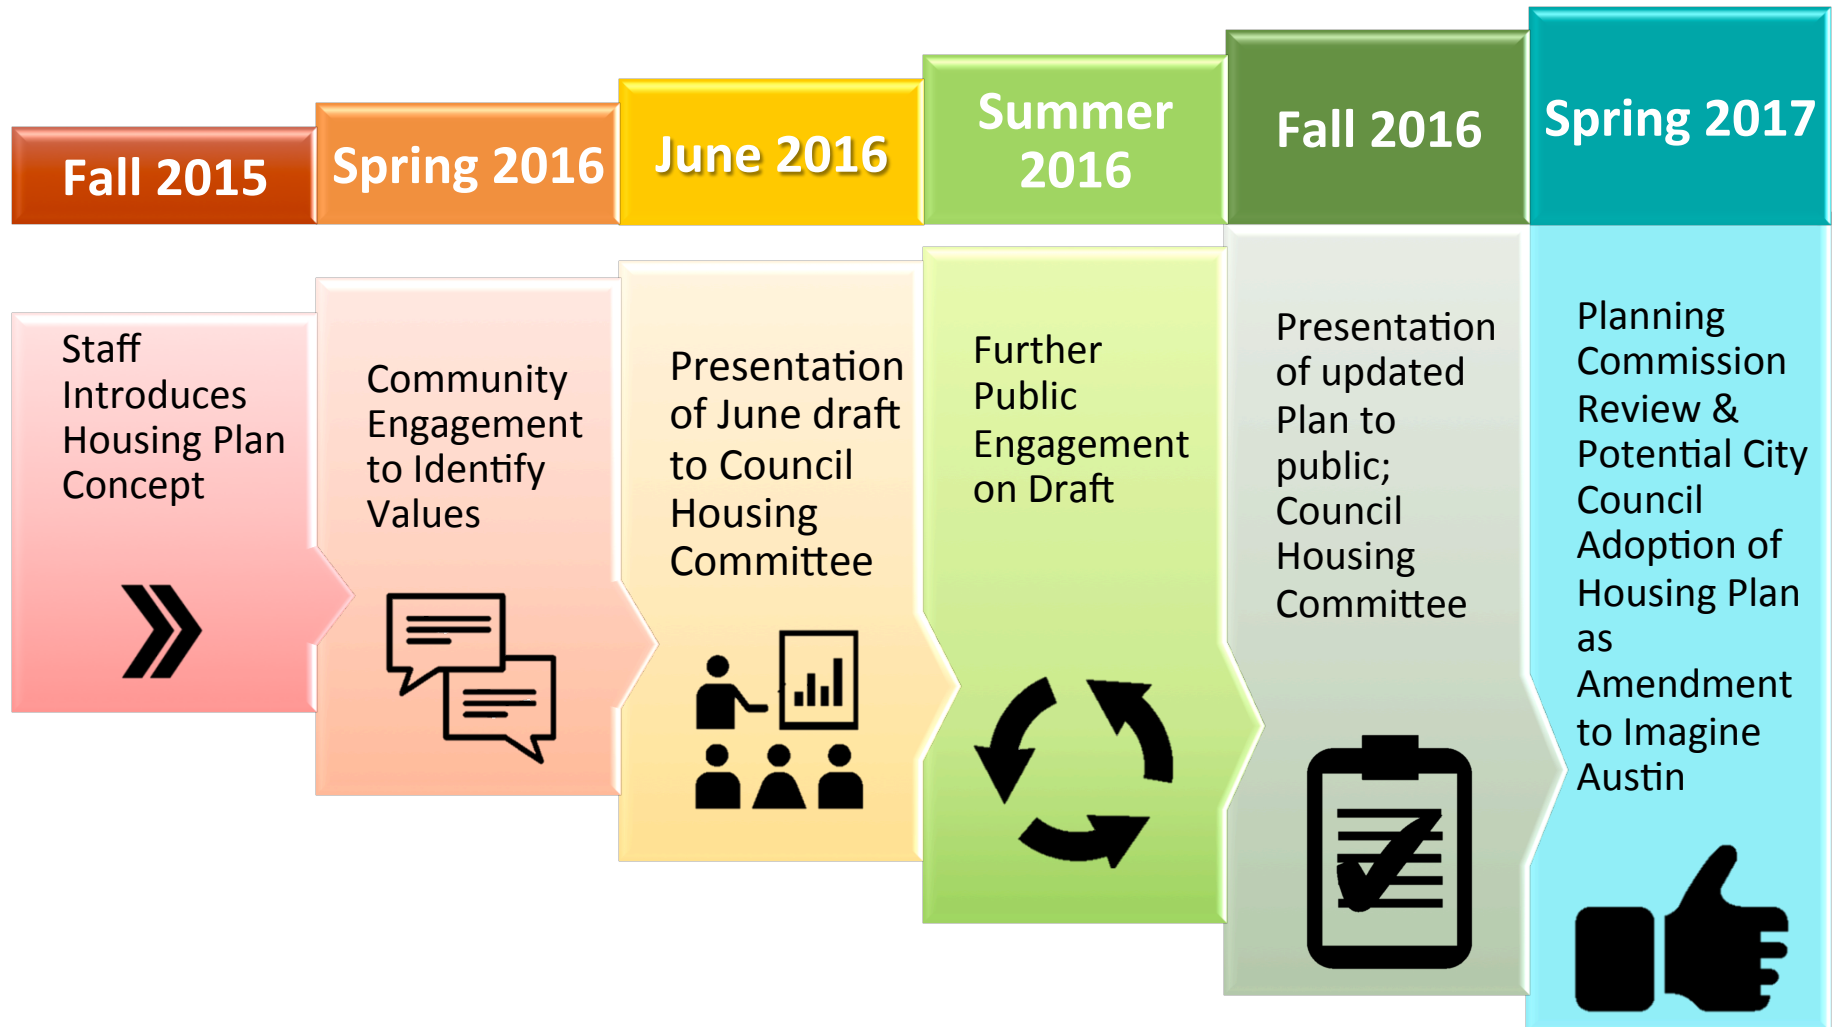 Fall 2015
Spring 2016
June 2016
Summer
2016
Fall 2016
Spring 2017
Staff
Introduces
Housing Plan
Concept
Community
Engagement
to Identify
Values
Presentation
of June draft
to Council
Housing
Committee
Further
Public
Engagement
on Draft
Presentation
of updated
Plan to
public;
Council
Housing
Committee
Planning
Commission
Review &
Potential City
Council
Adoption of
Housing Plan
as
Amendment
to Imagine
Austin